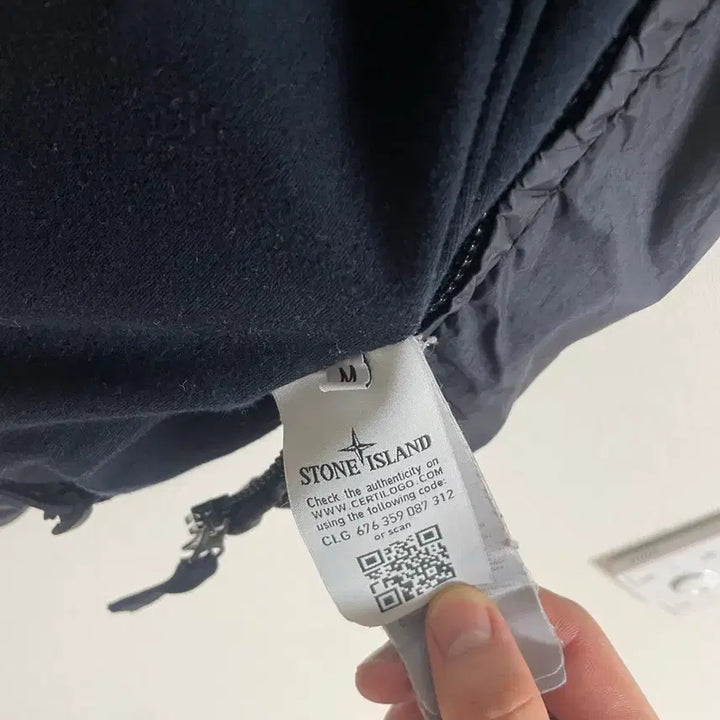 M
STONE ISLAND
Check the authenticity on
WWW.CERTILOGO.COM
using the following code:
CLG 676 359 087 312
or scan